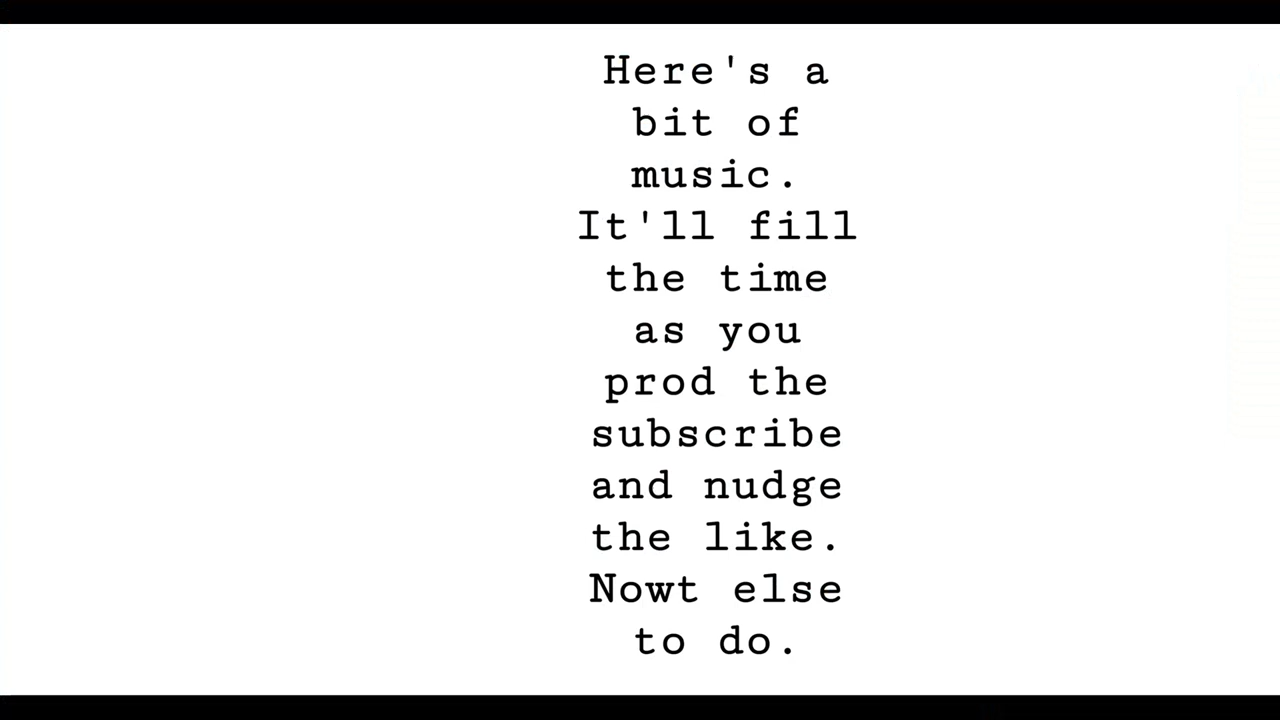 Here's a
bit of
music.
It'll fill
the time
as you
prod the
subscribe
and nudge
the like.
Nowt else
to do.